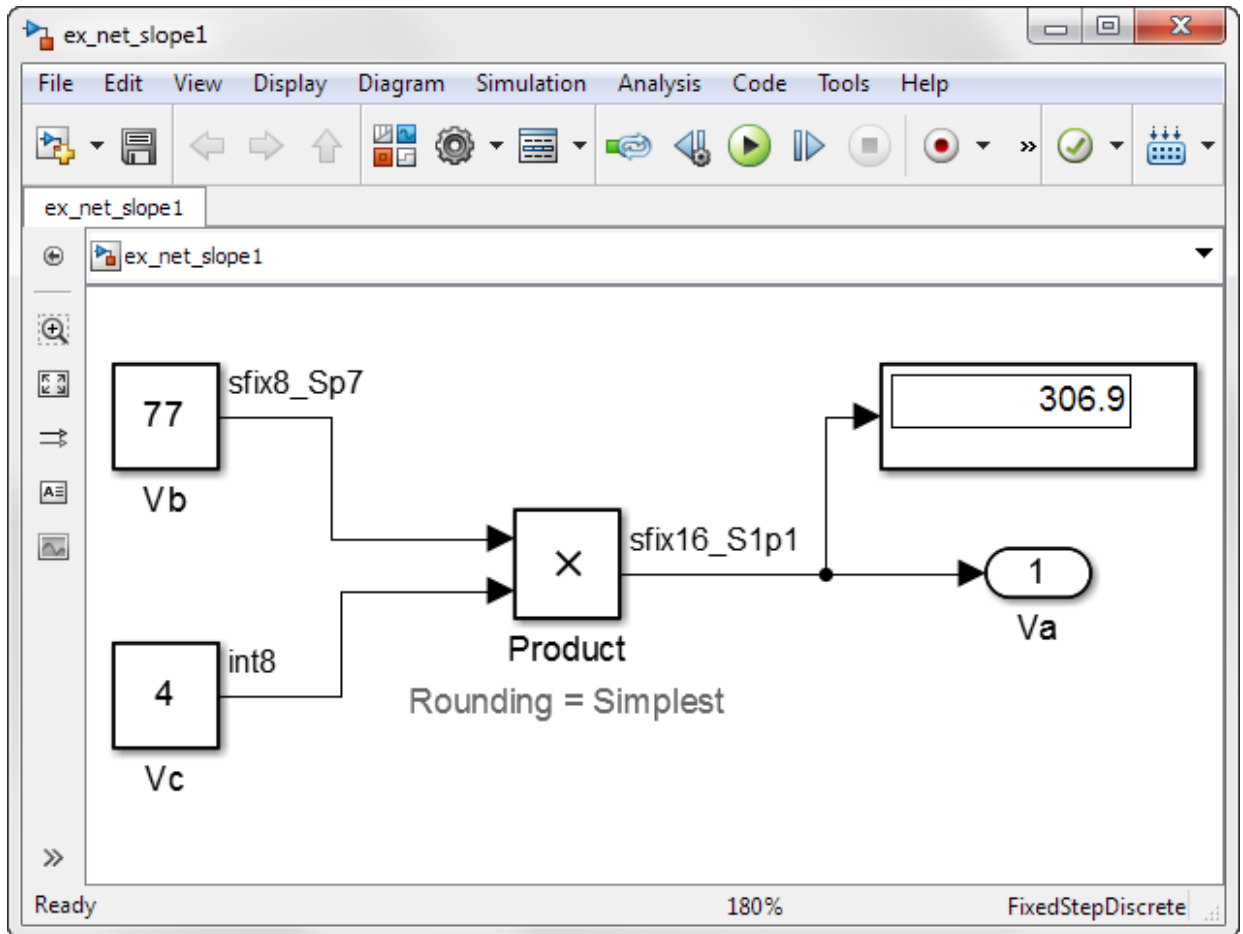 ex_net_slope1
File Edit View Display Diagram Simulation Analysis Code Tools Help
»
ex_net_slope1
ex_net_slope1
77
sfix8_Sp7
306.9
Vb
×
sfix16_S1p1
1
Va
Product
4
int8
Rounding = Simplest
Vc
»
Ready 180% FixedStepDiscrete